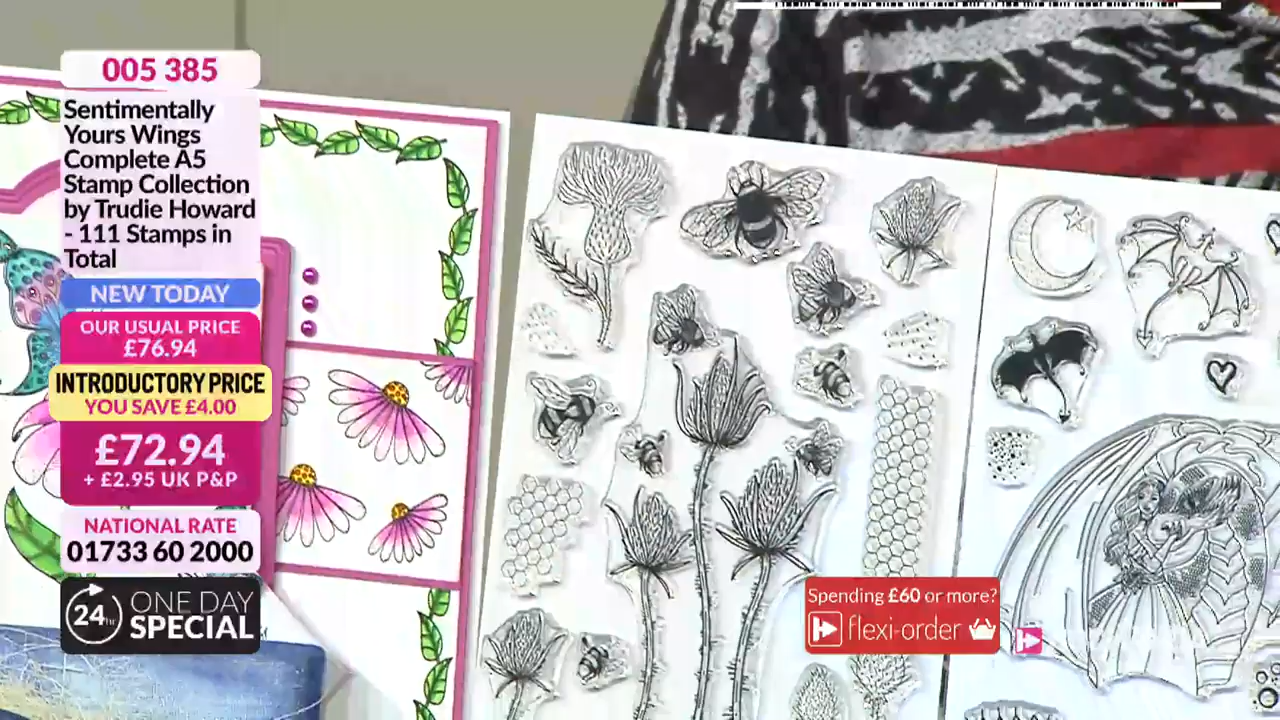 005 385
Sentimentally
Yours Wings
Complete A5
Stamp Collection
by Trudie Howard
- 111 Stamps in
Total
NEW TODAY
OUR USUAL PRICE
£76.94
INTRODUCTORY PRICE
YOU SAVE £4.00
£72.94
+ £2.95 UK P&P
NATIONAL RATE
01733 60 2000
24hr ONE DAY
SPECIAL
Spending £60 or more?
flexi-order